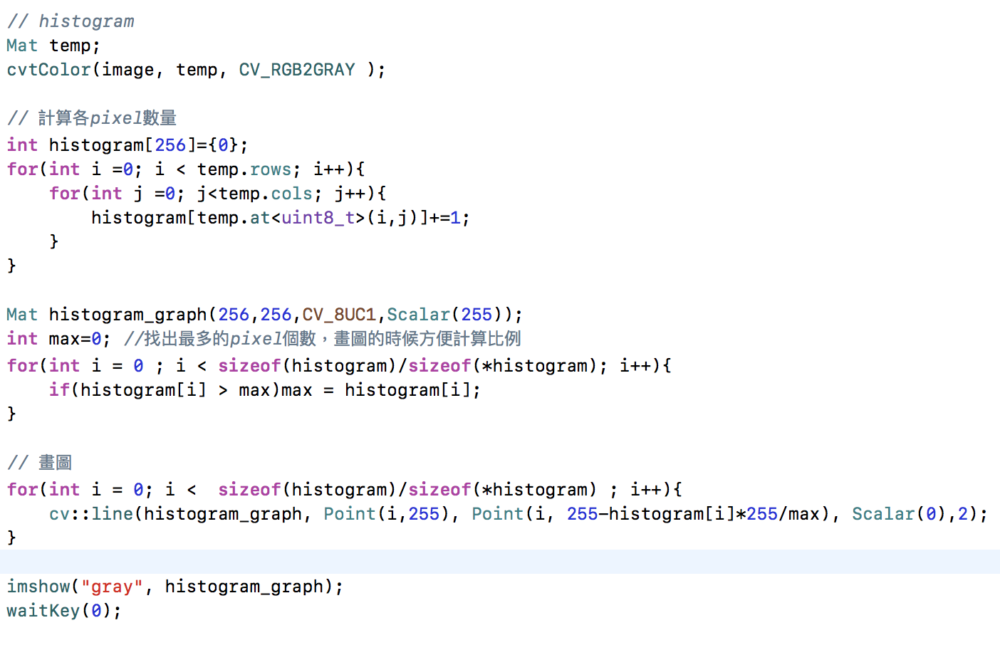 // histogram
Mat temp;
cvtColor(image, temp, CV_RGB2GRAY );

// 計算各pixel數量
int histogram[256]={0};
for(int i =0; i < temp.rows; i++){
    for(int j =0; j<temp.cols; j++){
        histogram[temp.at<uint8_t>(i,j)]+=1;
    }
}

Mat histogram_graph(256,256,CV_8UC1,Scalar(255));
int max=0; //找出最多的pixel個數，畫圖的時候方便計算比例
for(int i = 0 ; i < sizeof(histogram)/sizeof(*histogram); i++){
    if(histogram[i] > max)max = histogram[i];
}

// 畫圖
for(int i = 0; i <  sizeof(histogram)/sizeof(*histogram) ; i++){
    cv::line(histogram_graph, Point(i,255), Point(i, 255-histogram[i]*255/max), Scalar(0),2);
}

imshow("gray", histogram_graph);
waitKey(0);